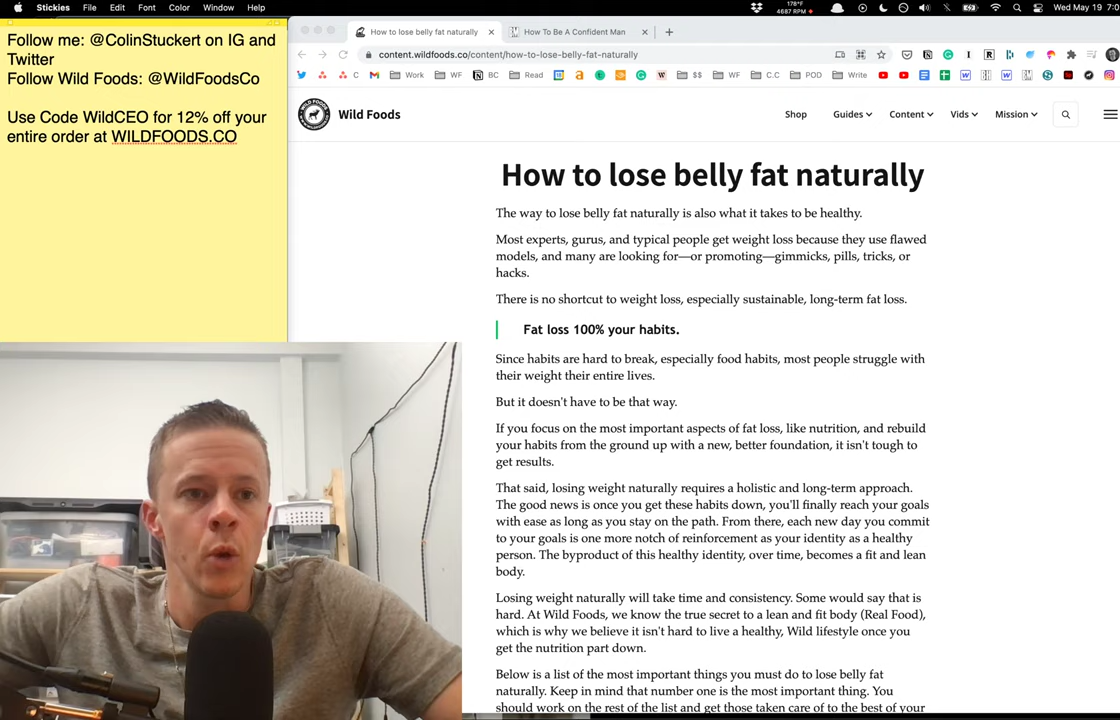 Stickies File Edit Font Color Window Help
178°F
4687 RPM
Wed May 19 7:0
Follow me: @ColinStuckert on IG and
Twitter
Follow Wild Foods: @WildFoodsCo
Use Code WildCEO for 12% off your
entire order at WILDFOODS.CO
How to lose belly fat naturally
How To Be A Confident Man
content.wildfoods.co/content/how-to-lose-belly-fat-naturally
C Work WF BC Read $$ WF C.C POD Write
WILD FOODS
Wild Foods
Shop Guides Content Vids Mission
How to lose belly fat naturally
The way to lose belly fat naturally is also what it takes to be healthy.
Most experts, gurus, and typical people get weight loss because they use flawed
models, and many are looking for—or promoting—gimmicks, pills, tricks, or
hacks.
There is no shortcut to weight loss, especially sustainable, long-term fat loss.
Fat loss 100% your habits.
Since habits are hard to break, especially food habits, most people struggle with
their weight their entire lives.
But it doesn't have to be that way.
If you focus on the most important aspects of fat loss, like nutrition, and rebuild
your habits from the ground up with a new, better foundation, it isn't tough to
get results.
That said, losing weight naturally requires a holistic and long-term approach.
The good news is once you get these habits down, you'll finally reach your goals
with ease as long as you stay on the path. From there, each new day you commit
to your goals is one more notch of reinforcement as your identity as a healthy
person. The byproduct of this healthy identity, over time, becomes a fit and lean
body.
Losing weight naturally will take time and consistency. Some would say that is
hard. At Wild Foods, we know the true secret to a lean and fit body (Real Food),
which is why we believe it isn't hard to live a healthy, Wild lifestyle once you
get the nutrition part down.
Below is a list of the most important things you must do to lose belly fat
naturally. Keep in mind that number one is the most important thing. You
should work on the rest of the list and get those taken care of to the best of your